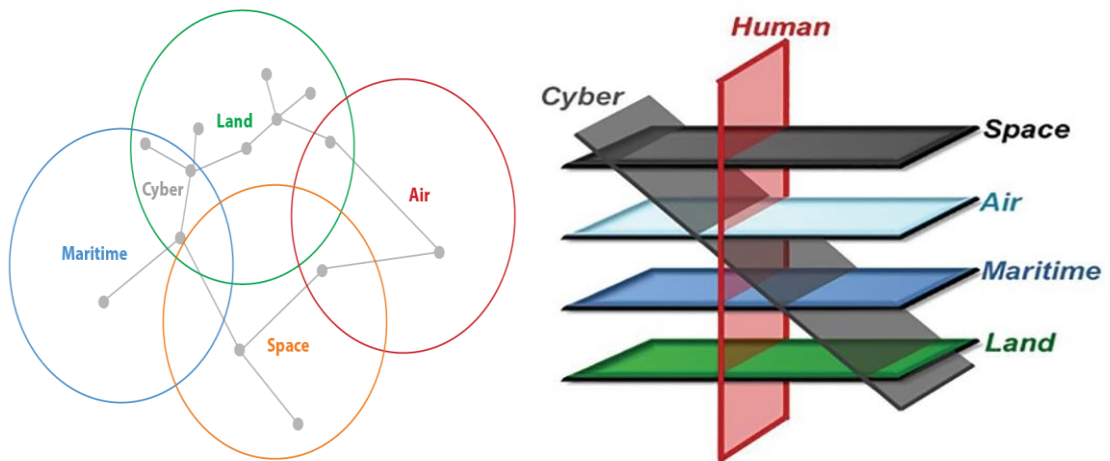 Land
Cyber
Air
Maritime
Space
Human
Cyber
Space
Air
Maritime
Land